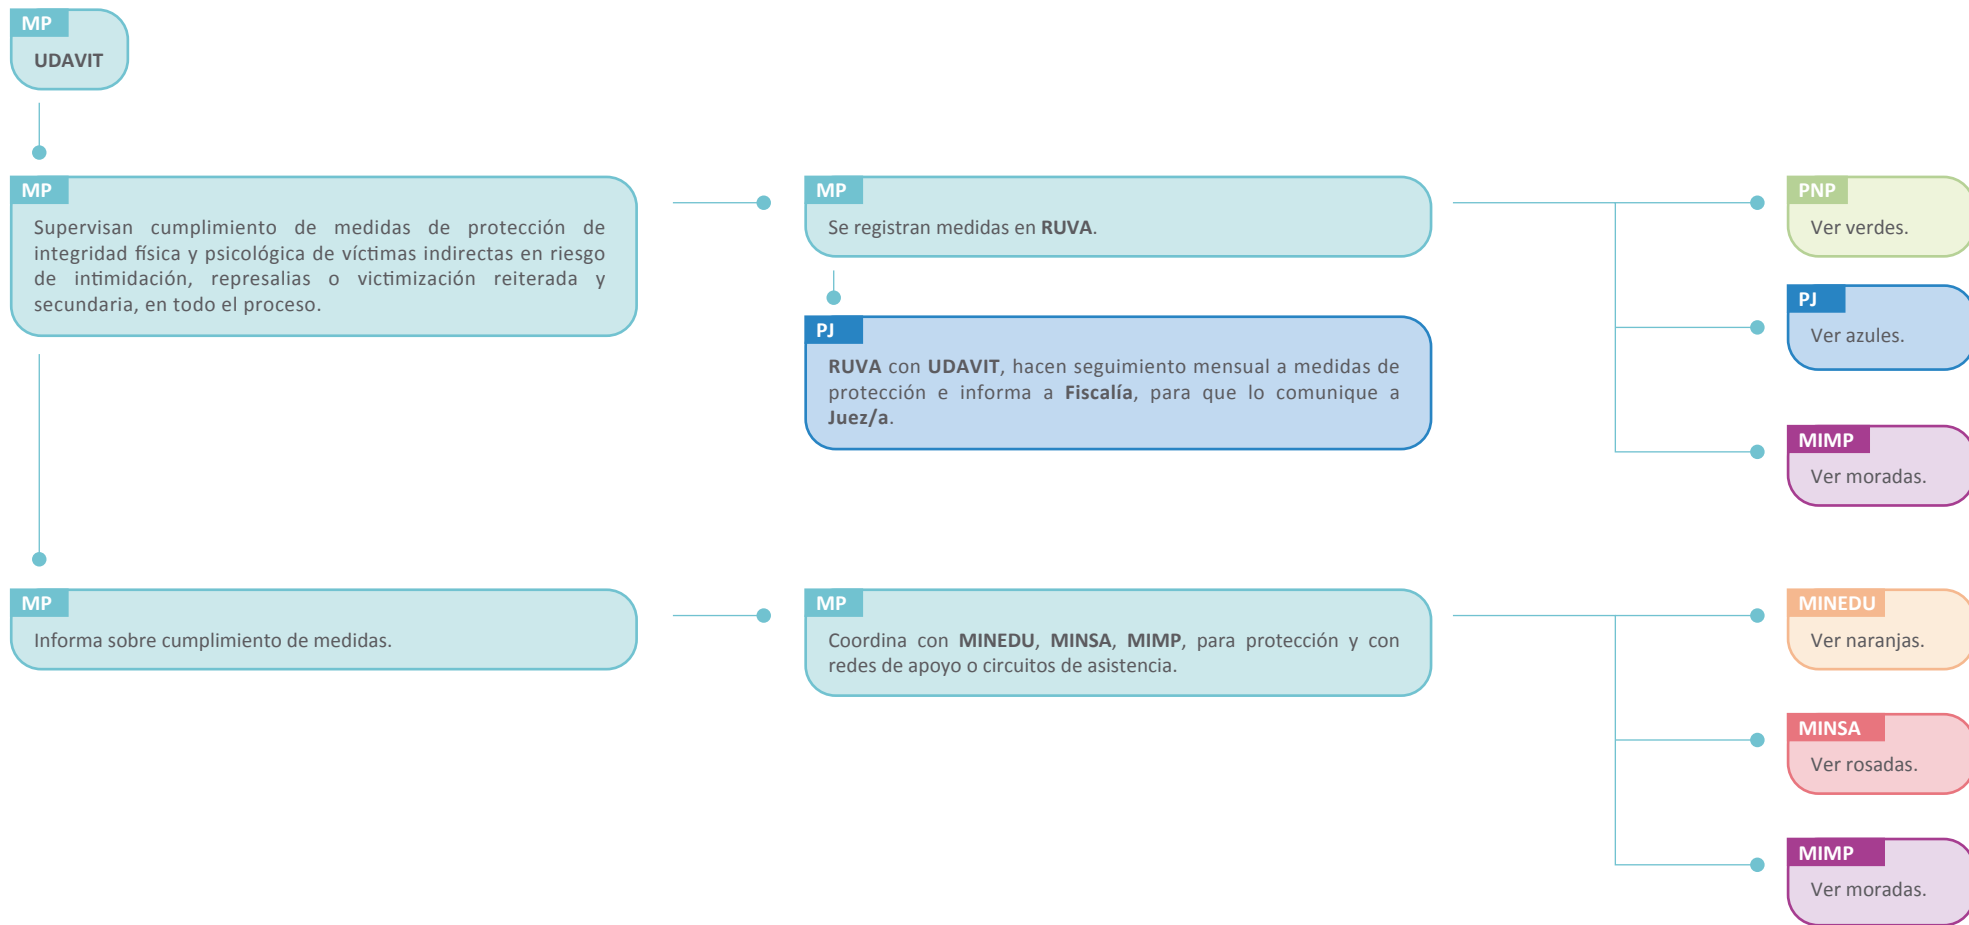 MP
UDAVIT
MP
Supervisan cumplimiento de medidas de protección de
integridad física y psicológica de víctimas indirectas en riesgo
de intimidación, represalias o victimización reiterada y
secundaria, en todo el proceso.
MP
Se registran medidas en RUVA.
PJ
RUVA con UDAVIT, hacen seguimiento mensual a medidas de
protección e informa a Fiscalía, para que lo comunique a
Juez/a.
PNP
Ver verdes.
PJ
Ver azules.
MIMP
Ver moradas.
MP
Informa sobre cumplimiento de medidas.
MP
Coordina con MINEDU, MINSA, MIMP, para protección y con
redes de apoyo o circuitos de asistencia.
MINEDU
Ver naranjas.
MINSA
Ver rosadas.
MIMP
Ver moradas.